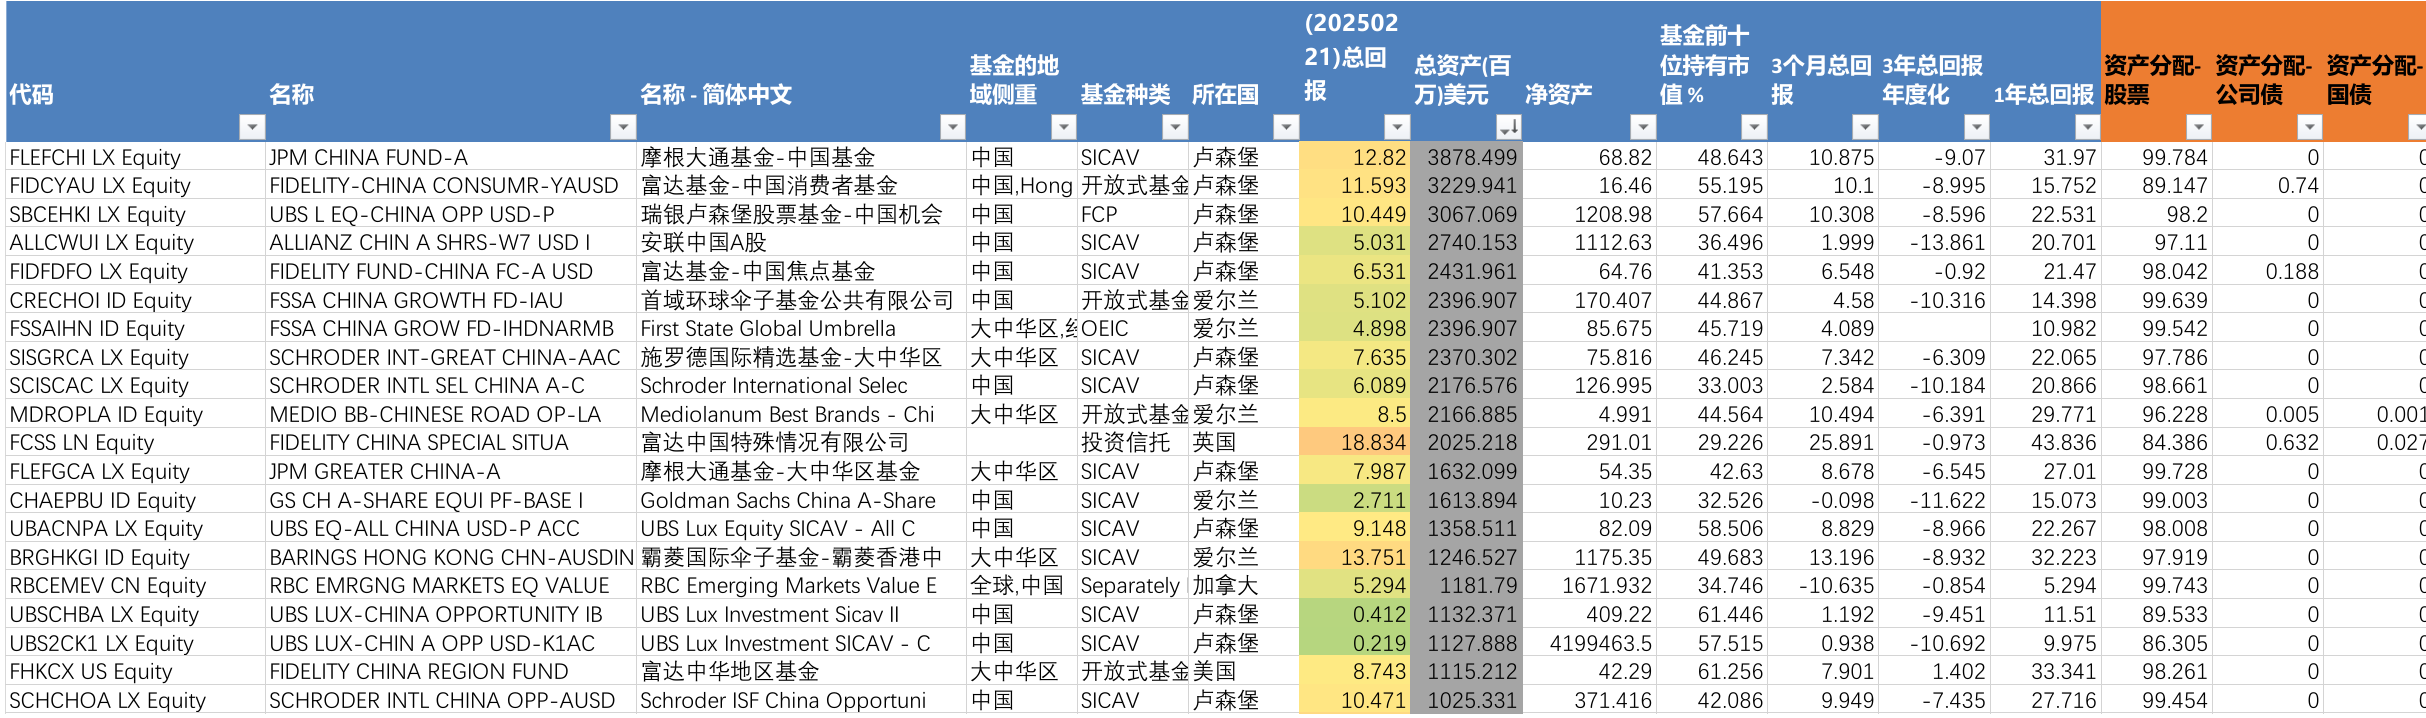 代码 名称 名称 - 简体中文 基金的地域侧重 基金种类 所在国 (20250221)总回报 总资产(百万)美元 净资产 基金前十位持有市值 % 3个月总回报 3年总回报年度化 1年总回报 资产分配-股票 资产分配-公司债 资产分配-国债
FLEFCHI LX Equity JPM CHINA FUND-A 摩根大通基金-中国基金 中国 SICAV 卢森堡 12.82 3878.499 68.82 48.643 10.875 -9.07 31.97 99.784 0 0
FIDCYAU LX Equity FIDELITY-CHINA CONSUMR-YAUSD 富达基金-中国消费者基金 中国,Hong 开放式基金 卢森堡 11.593 3229.941 16.46 55.195 10.1 -8.995 15.752 89.147 0.74 0
SBCEHKI LX Equity UBS L EQ-CHINA OPP USD-P 瑞银卢森堡股票基金-中国机会 中国 FCP 卢森堡 10.449 3067.069 1208.98 57.664 10.308 -8.596 22.531 98.2 0 0
ALLCWUI LX Equity ALLIANZ CHIN A SHRS-W7 USD I 安联中国A股 中国 SICAV 卢森堡 5.031 2740.153 1112.63 36.496 1.999 -13.861 20.701 97.11 0 0
FIDFDFO LX Equity FIDELITY FUND-CHINA FC-A USD 富达基金-中国焦点基金 中国 SICAV 卢森堡 6.531 2431.961 64.76 41.353 6.548 -0.92 21.47 98.042 0.188 0
CRECHOI ID Equity FSSA CHINA GROWTH FD-IAU 首域环球伞子基金公共有限公司 中国 开放式基金 爱尔兰 5.102 2396.907 170.407 44.867 4.58 -10.316 14.398 99.639 0 0
FSSAIHN ID Equity FSSA CHINA GROW FD-IHDNARMB First State Global Umbrella 大中华区, OEIC 爱尔兰 4.898 2396.907 85.675 45.719 4.089 10.982 99.542 0 0
SISGRCA LX Equity SCHRODER INT-GREAT CHINA-AAC 施罗德国际精选基金-大中华区 大中华区 SICAV 卢森堡 7.635 2370.302 75.816 46.245 7.342 -6.309 22.065 97.786 0 0
SCISCAC LX Equity SCHRODER INTL SEL CHINA A-C Schroder International Selec 中国 SICAV 卢森堡 6.089 2176.576 126.995 33.003 2.584 -10.184 20.866 98.661 0 0
MDROPLA ID Equity MEDIO BB-CHINESE ROAD OP-LA Mediolanum Best Brands - Chi 大中华区 开放式基金 爱尔兰 8.5 2166.885 4.991 44.564 10.494 -6.391 29.771 96.228 0.005 0.001
FCSS LN Equity FIDELITY CHINA SPECIAL SITUA 富达中国特殊情况有限公司 投资信托 英国 18.834 2025.218 291.01 29.226 25.891 -0.973 43.836 84.386 0.632 0.027
FLEFGCA LX Equity JPM GREATER CHINA-A 摩根大通基金-大中华区基金 大中华区 SICAV 卢森堡 7.987 1632.099 54.35 42.63 8.678 -6.545 27.01 99.728 0 0
CHAEPBU ID Equity GS CH A-SHARE EQUI PF-BASE I Goldman Sachs China A-Share 中国 SICAV 爱尔兰 2.711 1613.894 10.23 32.526 -0.098 -11.622 15.073 99.003 0 0
UBACNPA LX Equity UBS EQ-ALL CHINA USD-P ACC UBS Lux Equity SICAV - All C 中国 SICAV 卢森堡 9.148 1358.511 82.09 58.506 8.829 -8.966 22.267 98.008 0 0
BRGHKGI ID Equity BARINGS HONG KONG CHN-AUSDIN 霸菱国际伞子基金-霸菱香港中 大中华区 SICAV 爱尔兰 13.751 1246.527 1175.35 49.683 13.196 -8.932 32.223 97.919 0 0
RBCEMEV CN Equity RBC EMRGNG MARKETS EQ VALUE RBC Emerging Markets Value E 全球,中国 Separately 加拿大 5.294 1181.79 1671.932 34.746 -10.635 -0.854 5.294 99.743 0 0
UBSCHBA LX Equity UBS LUX-CHINA OPPORTUNITY IB UBS Lux Investment Sicav II 中国 SICAV 卢森堡 0.412 1132.371 409.22 61.446 1.192 -9.451 11.51 89.533 0 0
UBS2CK1 LX Equity UBS LUX-CHIN A OPP USD-K1AC UBS Lux Investment SICAV - C 中国 SICAV 卢森堡 0.219 1127.888 4199463.5 57.515 0.938 -10.692 9.975 86.305 0 0
FHKCX US Equity FIDELITY CHINA REGION FUND 富达中华地区基金 大中华区 开放式基金 美国 8.743 1115.212 42.29 61.256 7.901 1.402 33.341 98.261 0 0
SCHCHOA LX Equity SCHRODER INTL CHINA OPP-AUSD Schroder ISF China Opportuni 中国 SICAV 卢森堡 10.471 1025.331 371.416 42.086 9.949 -7.435 27.716 99.454 0 0